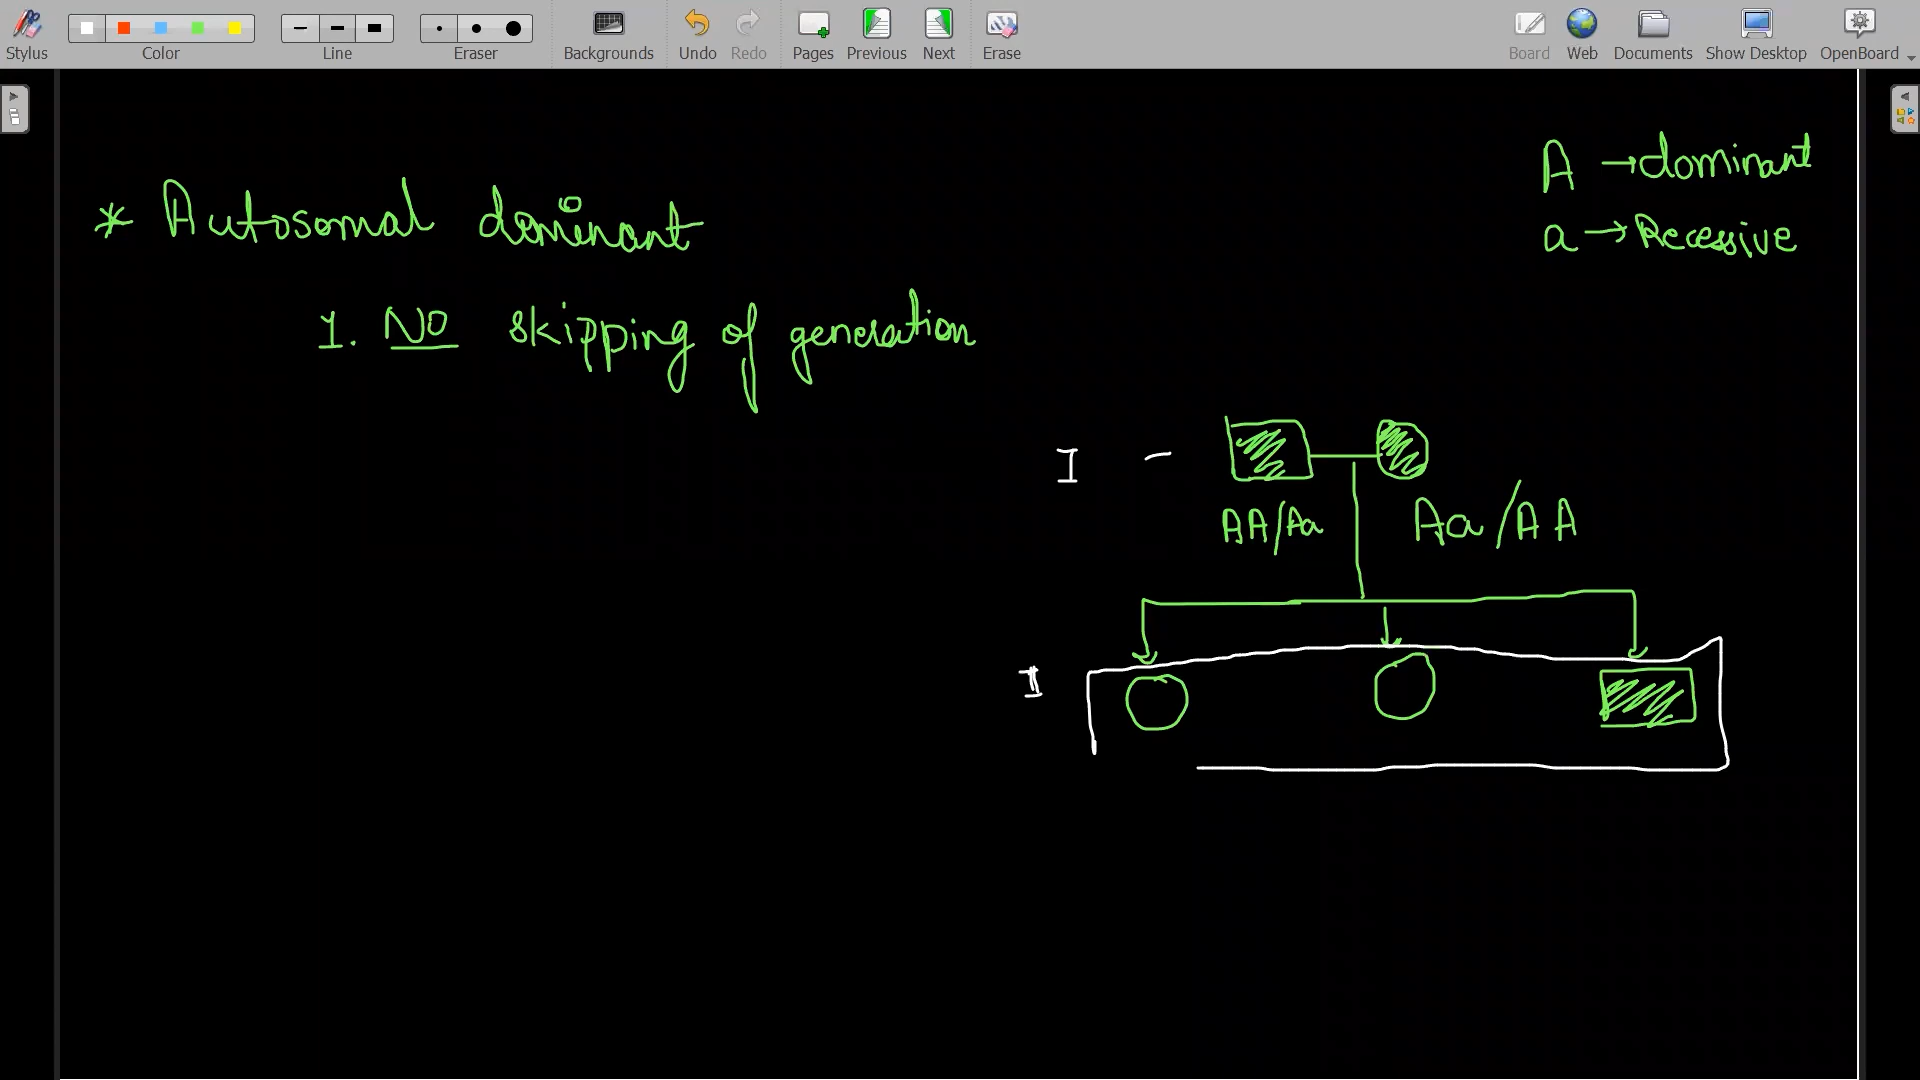 Stylus
Color
Line
Eraser
Backgrounds
Undo
Redo
Pages
Previous
Next
Erase
Board
Web
Documents
Show Desktop
OpenBoard
A → dominant
a → Recessive
* Autosomal dominant
1. No skipping of generation
I -
AA/Aa
Aa/AA
I